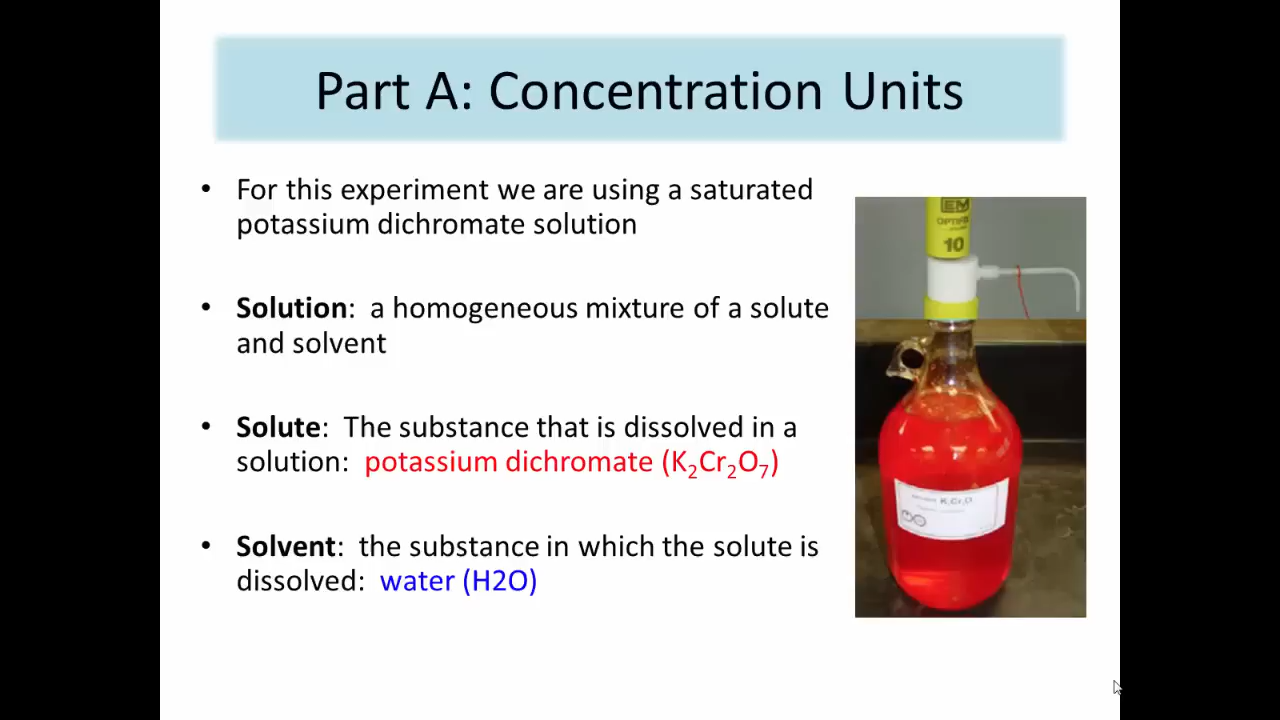 Part A: Concentration Units
• For this experiment we are using a saturated
potassium dichromate solution
• Solution: a homogeneous mixture of a solute
and solvent
• Solute: The substance that is dissolved in a
solution: potassium dichromate (K₂Cr₂O₇)
• Solvent: the substance in which the solute is
dissolved: water (H2O)
EM
10